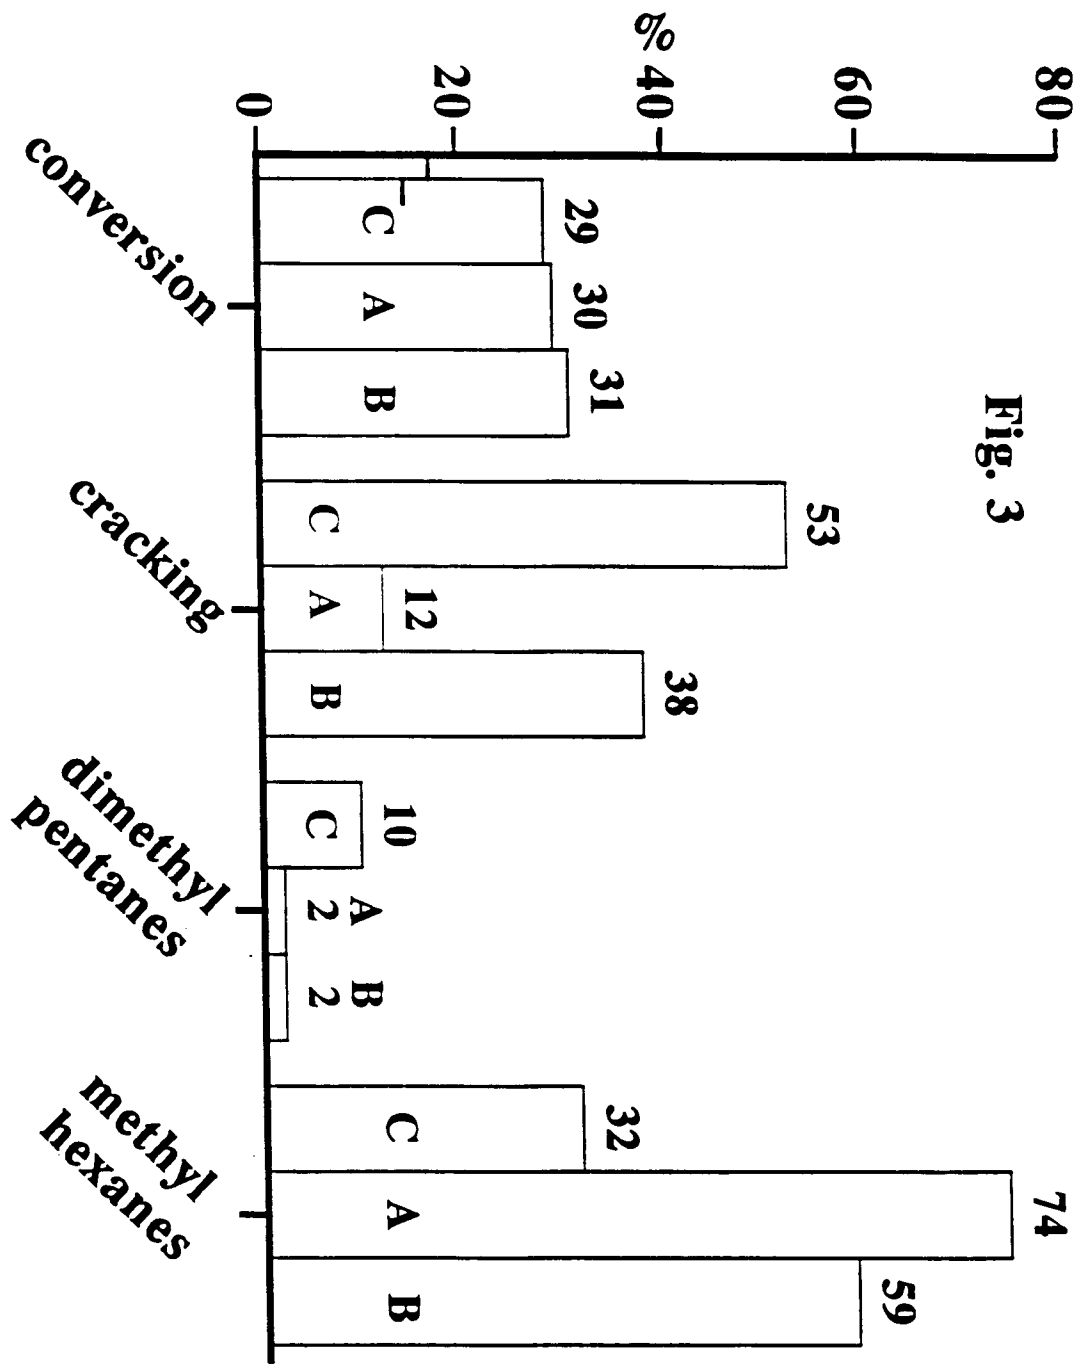 Fig. 3
%
80
60
40
20
0
29
30
31
C
A
B
conversion
53
12
38
C
A
B
cracking
10
A
B
C
2
2
dimethyl
pentanes
32
74
59
C
A
B
methyl
hexanes